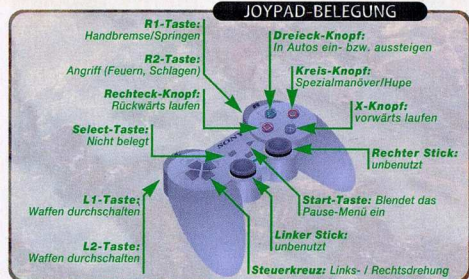 JOYPAD-BELEGUNG
R1-Taste:
Handbremse/Springen
R2-Taste:
Angriff (Feuern, Schlagen)
Rechteck-Knopf:
Rückwärts laufen
Select-Taste:
Nicht belegt
L1-Taste:
Waffen durchschalten
L2-Taste:
Waffen durchschalten
Dreieck-Knopf:
In Autos ein- bzw. aussteigen
Kreis-Knopf:
Spezialmanöver/Hupe
X-Knopf:
vorwärts laufen
Rechter Stick:
unbenutzt
Start-Taste: Blendet das
Pause-Menü ein
Linker Stick:
unbenutzt
Steuerkreuz: Links- / Rechtsdrehung
SONY